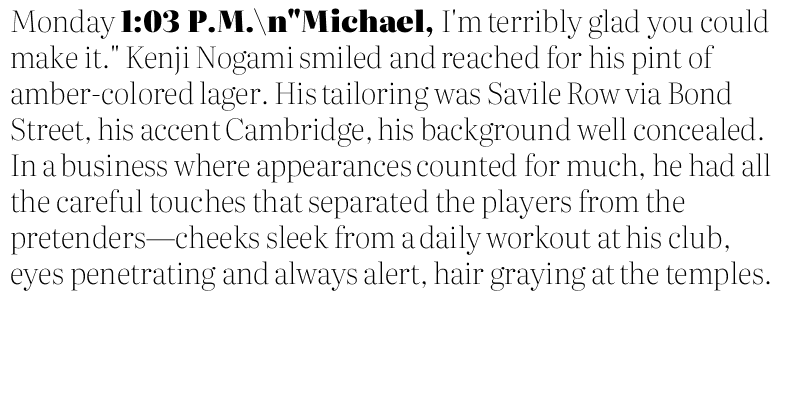 Monday 1:03 P.M.\n"Michael, I'm terribly glad you could
make it." Kenji Nogami smiled and reached for his pint of
amber-colored lager. His tailoring was Savile Row via Bond
Street, his accent Cambridge, his background well concealed.
In a business where appearances counted for much, he had all
the careful touches that separated the players from the
pretenders—cheeks sleek from a daily workout at his club,
eyes penetrating and always alert, hair graying at the temples.